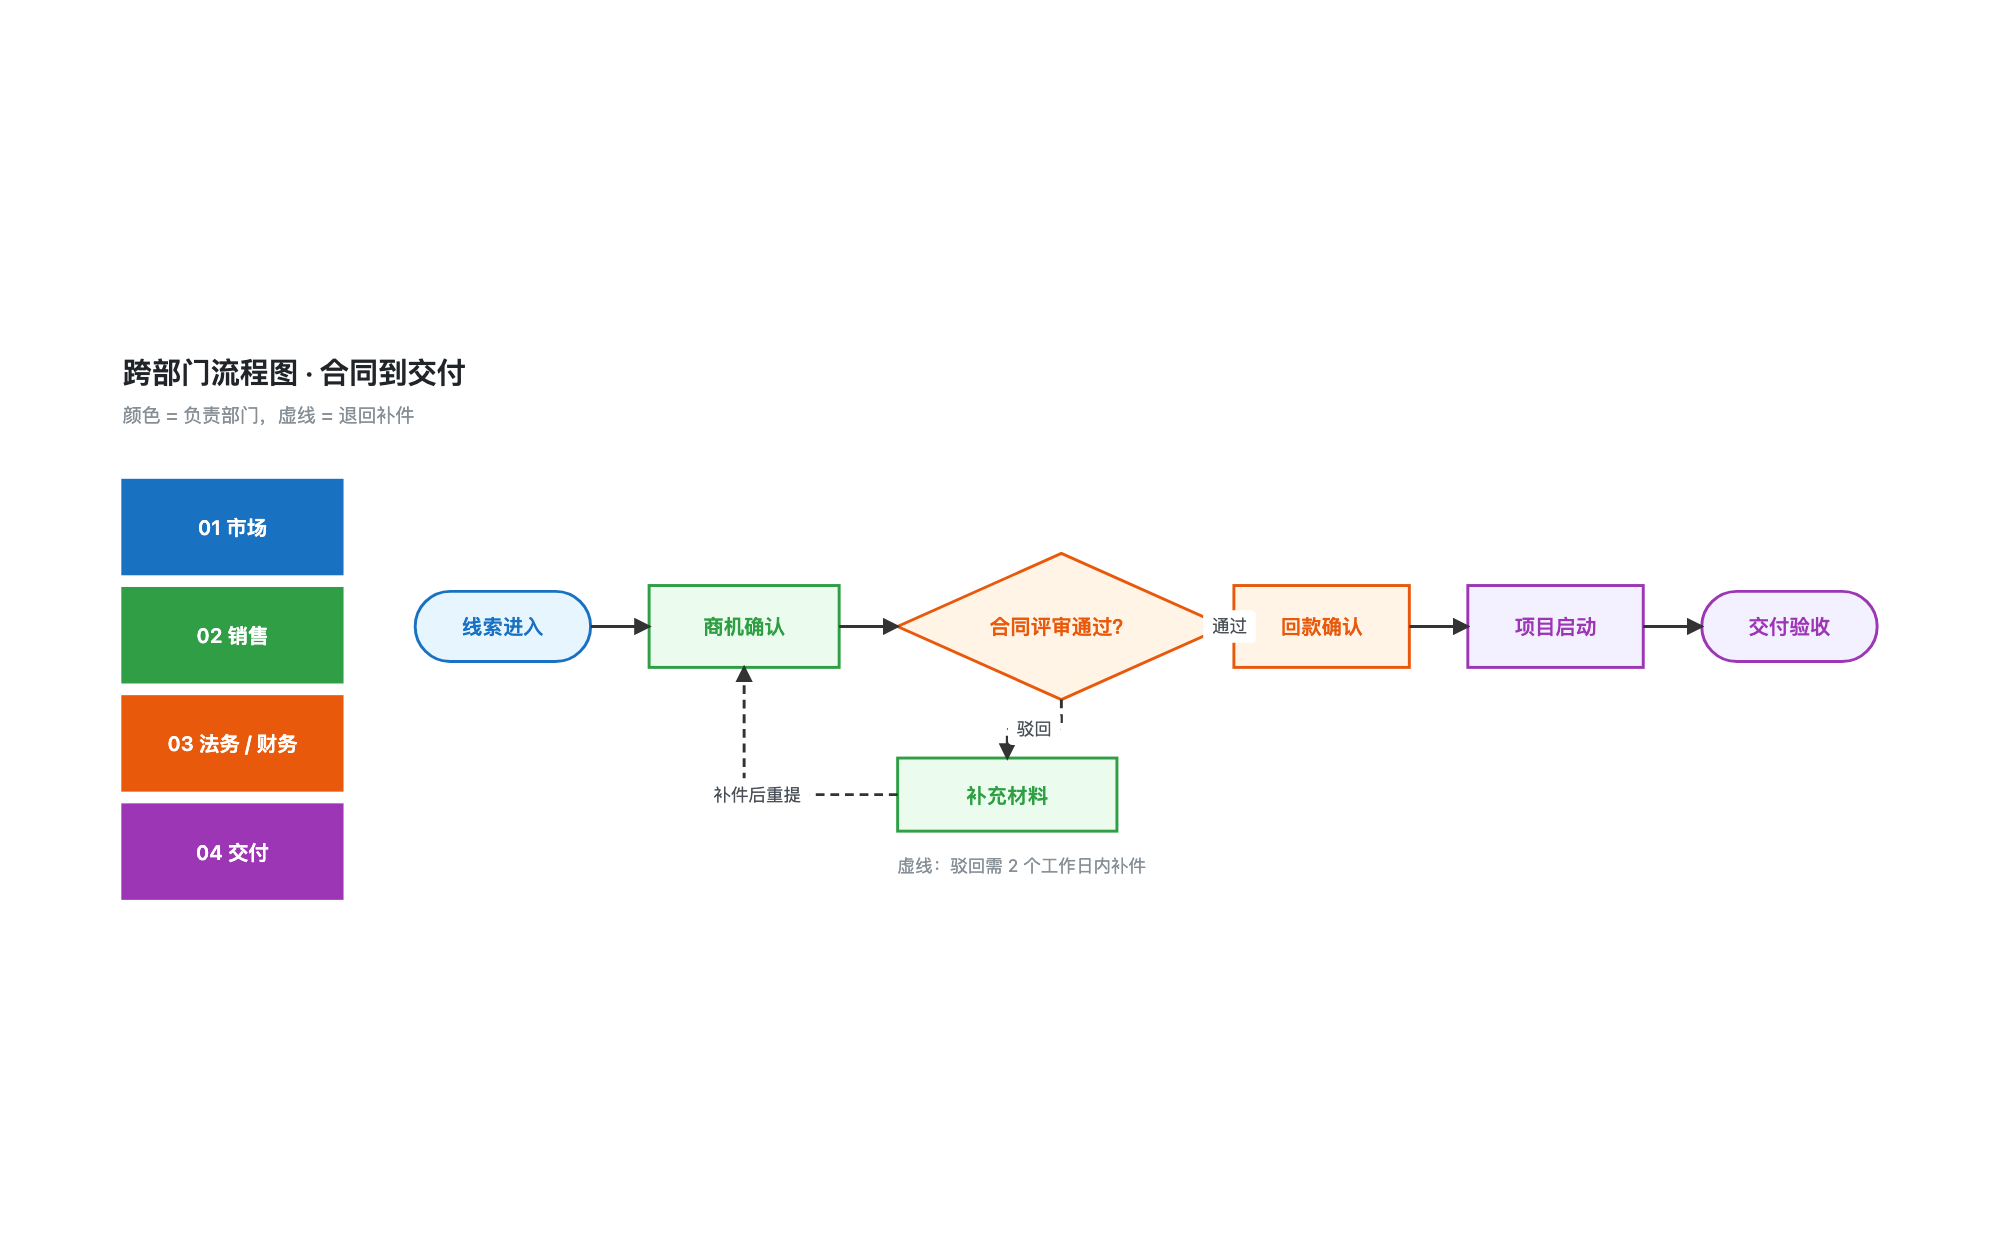 跨部门流程图 · 合同到交付
颜色 = 负责部门，虚线 = 退回补件
01 市场
02 销售
03 法务 / 财务
04 交付
线索进入
商机确认
合同评审通过?
通过
回款确认
项目启动
交付验收
驳回
补件后重提
补充材料
虚线：驳回需 2 个工作日内补件